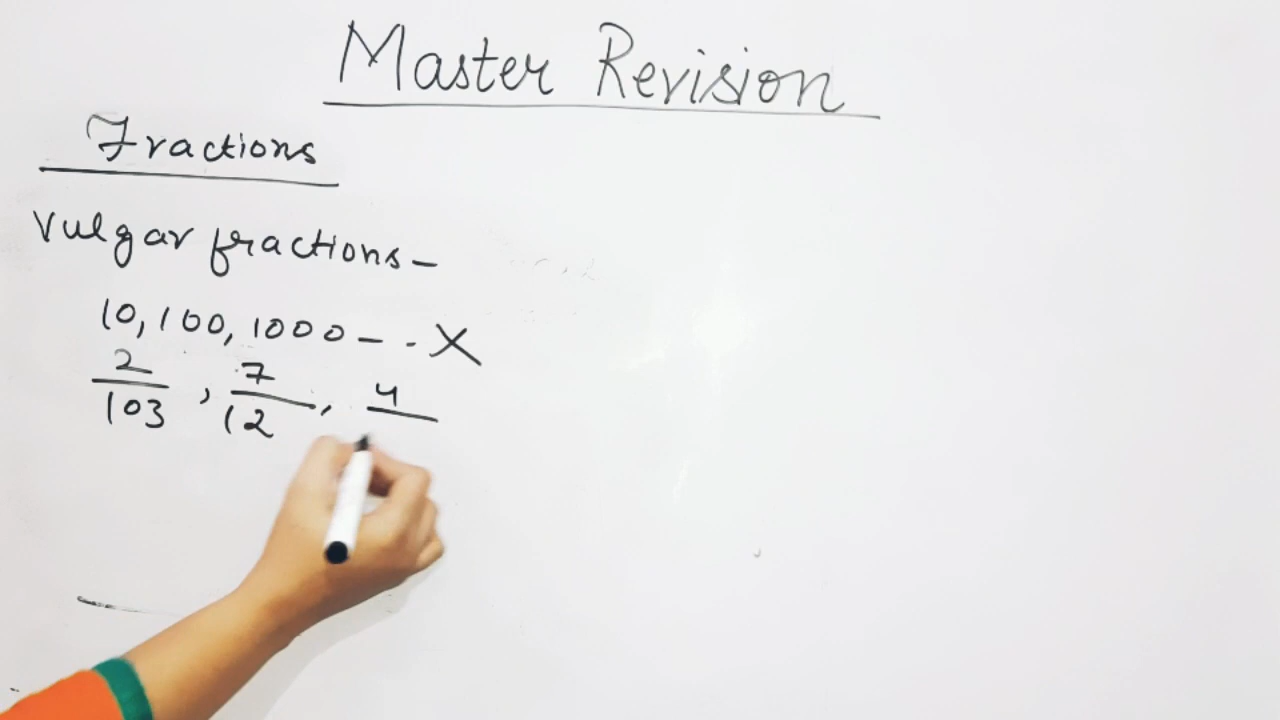 Master Revision
Fractions
Vulgar fractions -
10, 100, 1000 - - X
2/103, 7/12, 4/